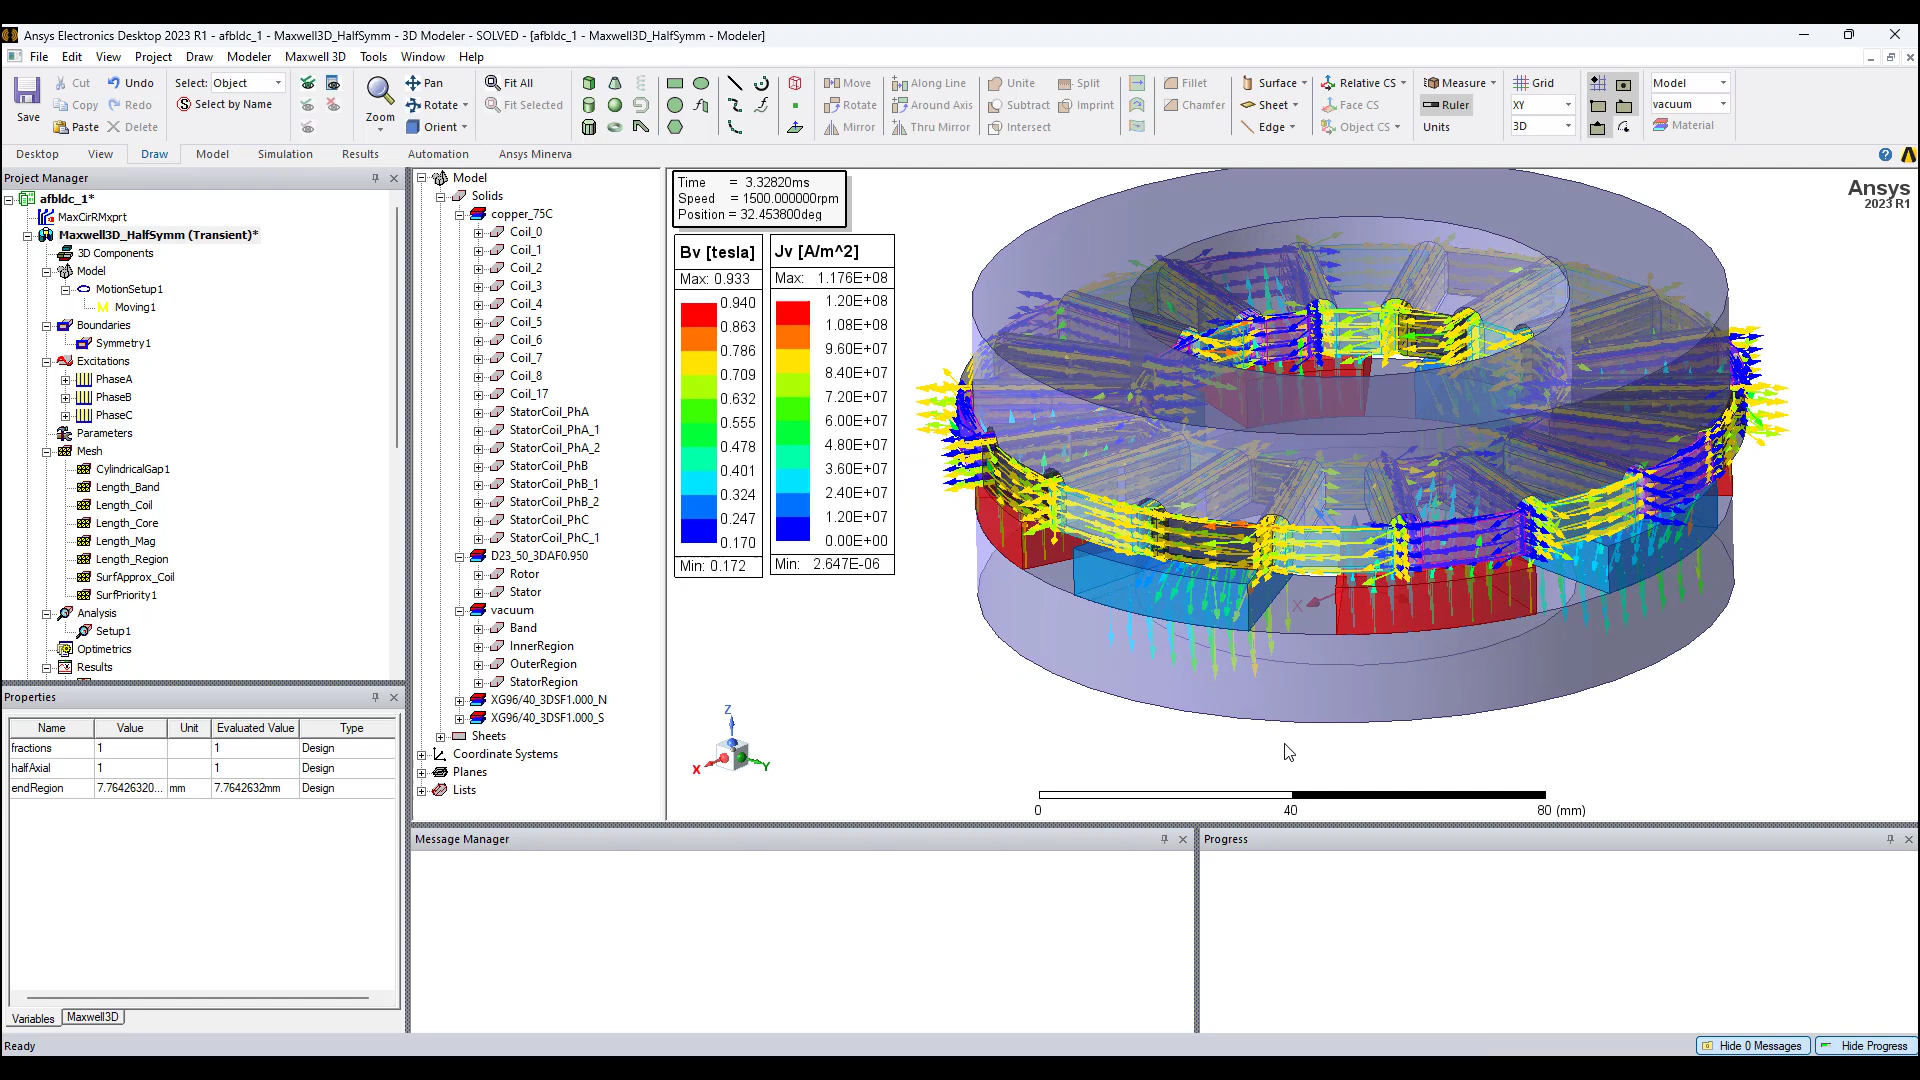 Ansys Electronics Desktop 2023 R1 - afbldc_1 - Maxwell3D_HalfSymm - 3D Modeler - SOLVED - [afbldc_1 - Maxwell3D_HalfSymm - Modeler]
File Edit View Project Draw Modeler Maxwell 3D Tools Window Help
Save
Cut
Copy
Paste
Undo
Redo
Delete
Select: Object
Select by Name
Zoom
Pan
Rotate
Orient
Fit All
Fit Selected
Move
Rotate
Mirror
Along Line
Around Axis
Thru Mirror
Unite
Subtract
Intersect
Split
Imprint
Fillet
Chamfer
Surface
Sheet
Edge
Relative CS
Face CS
Object CS
Measure
Ruler
Units
Grid
XY
3D
Model
vacuum
Material
Desktop View Draw Model Simulation Results Automation Ansys Minerva
Project Manager
afbldc_1*
MaxCirRMxprt
Maxwell3D_HalfSymm (Transient)*
3D Components
Model
MotionSetup1
Moving1
Boundaries
Symmetry1
Excitations
PhaseA
PhaseB
PhaseC
Parameters
Mesh
CylindricalGap1
Length_Band
Length_Coil
Length_Core
Length_Mag
Length_Region
SurfApprox_Coil
SurfPriority1
Analysis
Setup1
Optimetrics
Results
Properties
Name Value Unit Evaluated Value Type
fractions 1 1 Design
halfAxial 1 1 Design
endRegion 7.76426320... mm 7.7642632mm Design
Variables Maxwell3D
Model
Solids
copper_75C
Coil_0
Coil_1
Coil_2
Coil_3
Coil_4
Coil_5
Coil_6
Coil_7
Coil_8
Coil_17
StatorCoil_PhA
StatorCoil_PhA_1
StatorCoil_PhA_2
StatorCoil_PhB
StatorCoil_PhB_1
StatorCoil_PhB_2
StatorCoil_PhC
StatorCoil_PhC_1
D23_50_3DAF0.950
Rotor
Stator
vacuum
Band
InnerRegion
OuterRegion
StatorRegion
XG96/40_3DSF1.000_N
XG96/40_3DSF1.000_S
Sheets
Coordinate Systems
Planes
Lists
Time = 3.32820ms
Speed = 1500.000000rpm
Position = 32.453800deg
Bv [tesla]
Max: 0.933
0.940
0.863
0.786
0.709
0.632
0.555
0.478
0.401
0.324
0.247
0.170
Min: 0.172
Jv [A/m^2]
Max: 1.176E+08
1.20E+08
1.08E+08
9.60E+07
8.40E+07
7.20E+07
6.00E+07
4.80E+07
3.60E+07
2.40E+07
1.20E+07
0.00E+00
Min: 2.647E-06
Ansys
2023 R1
X
Z
X
Y
0 40 80 (mm)
Message Manager
Progress
Ready
Hide 0 Messages
Hide Progress